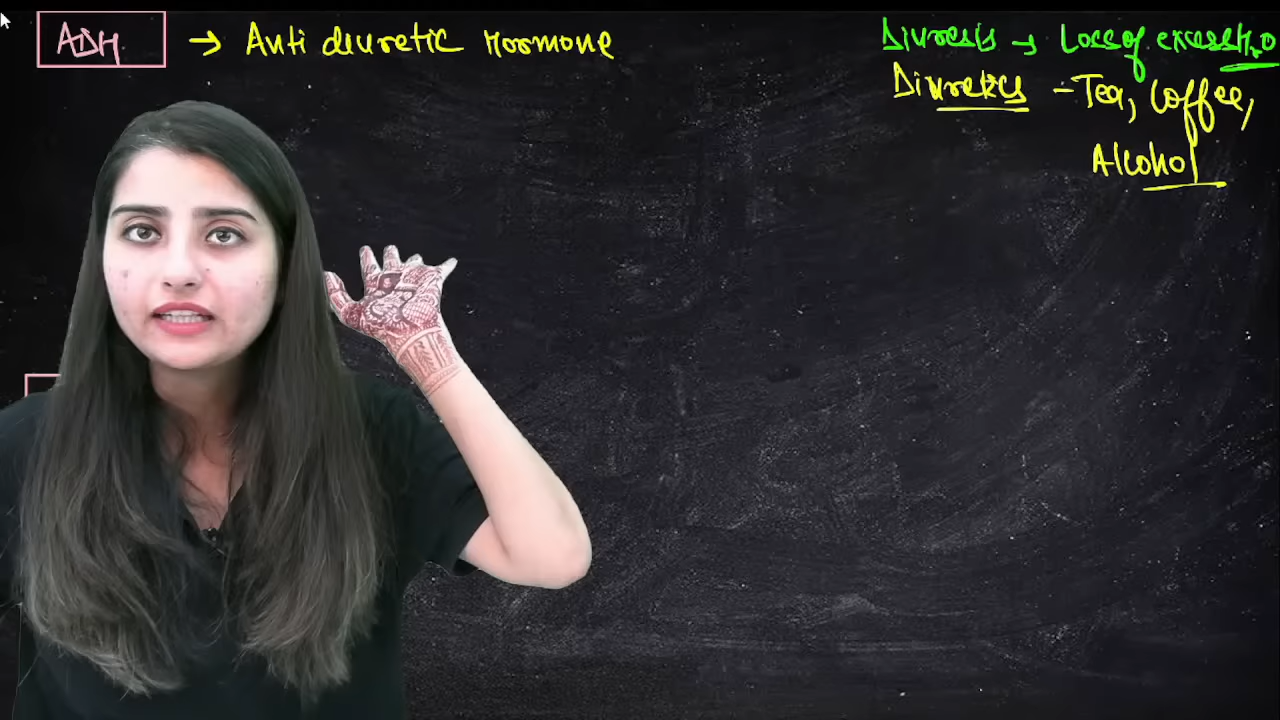 ADH → Anti diuretic Hormone
Diuresis → Loss of excess H2O
Diuretics - Tea, Coffee,
Alcohol